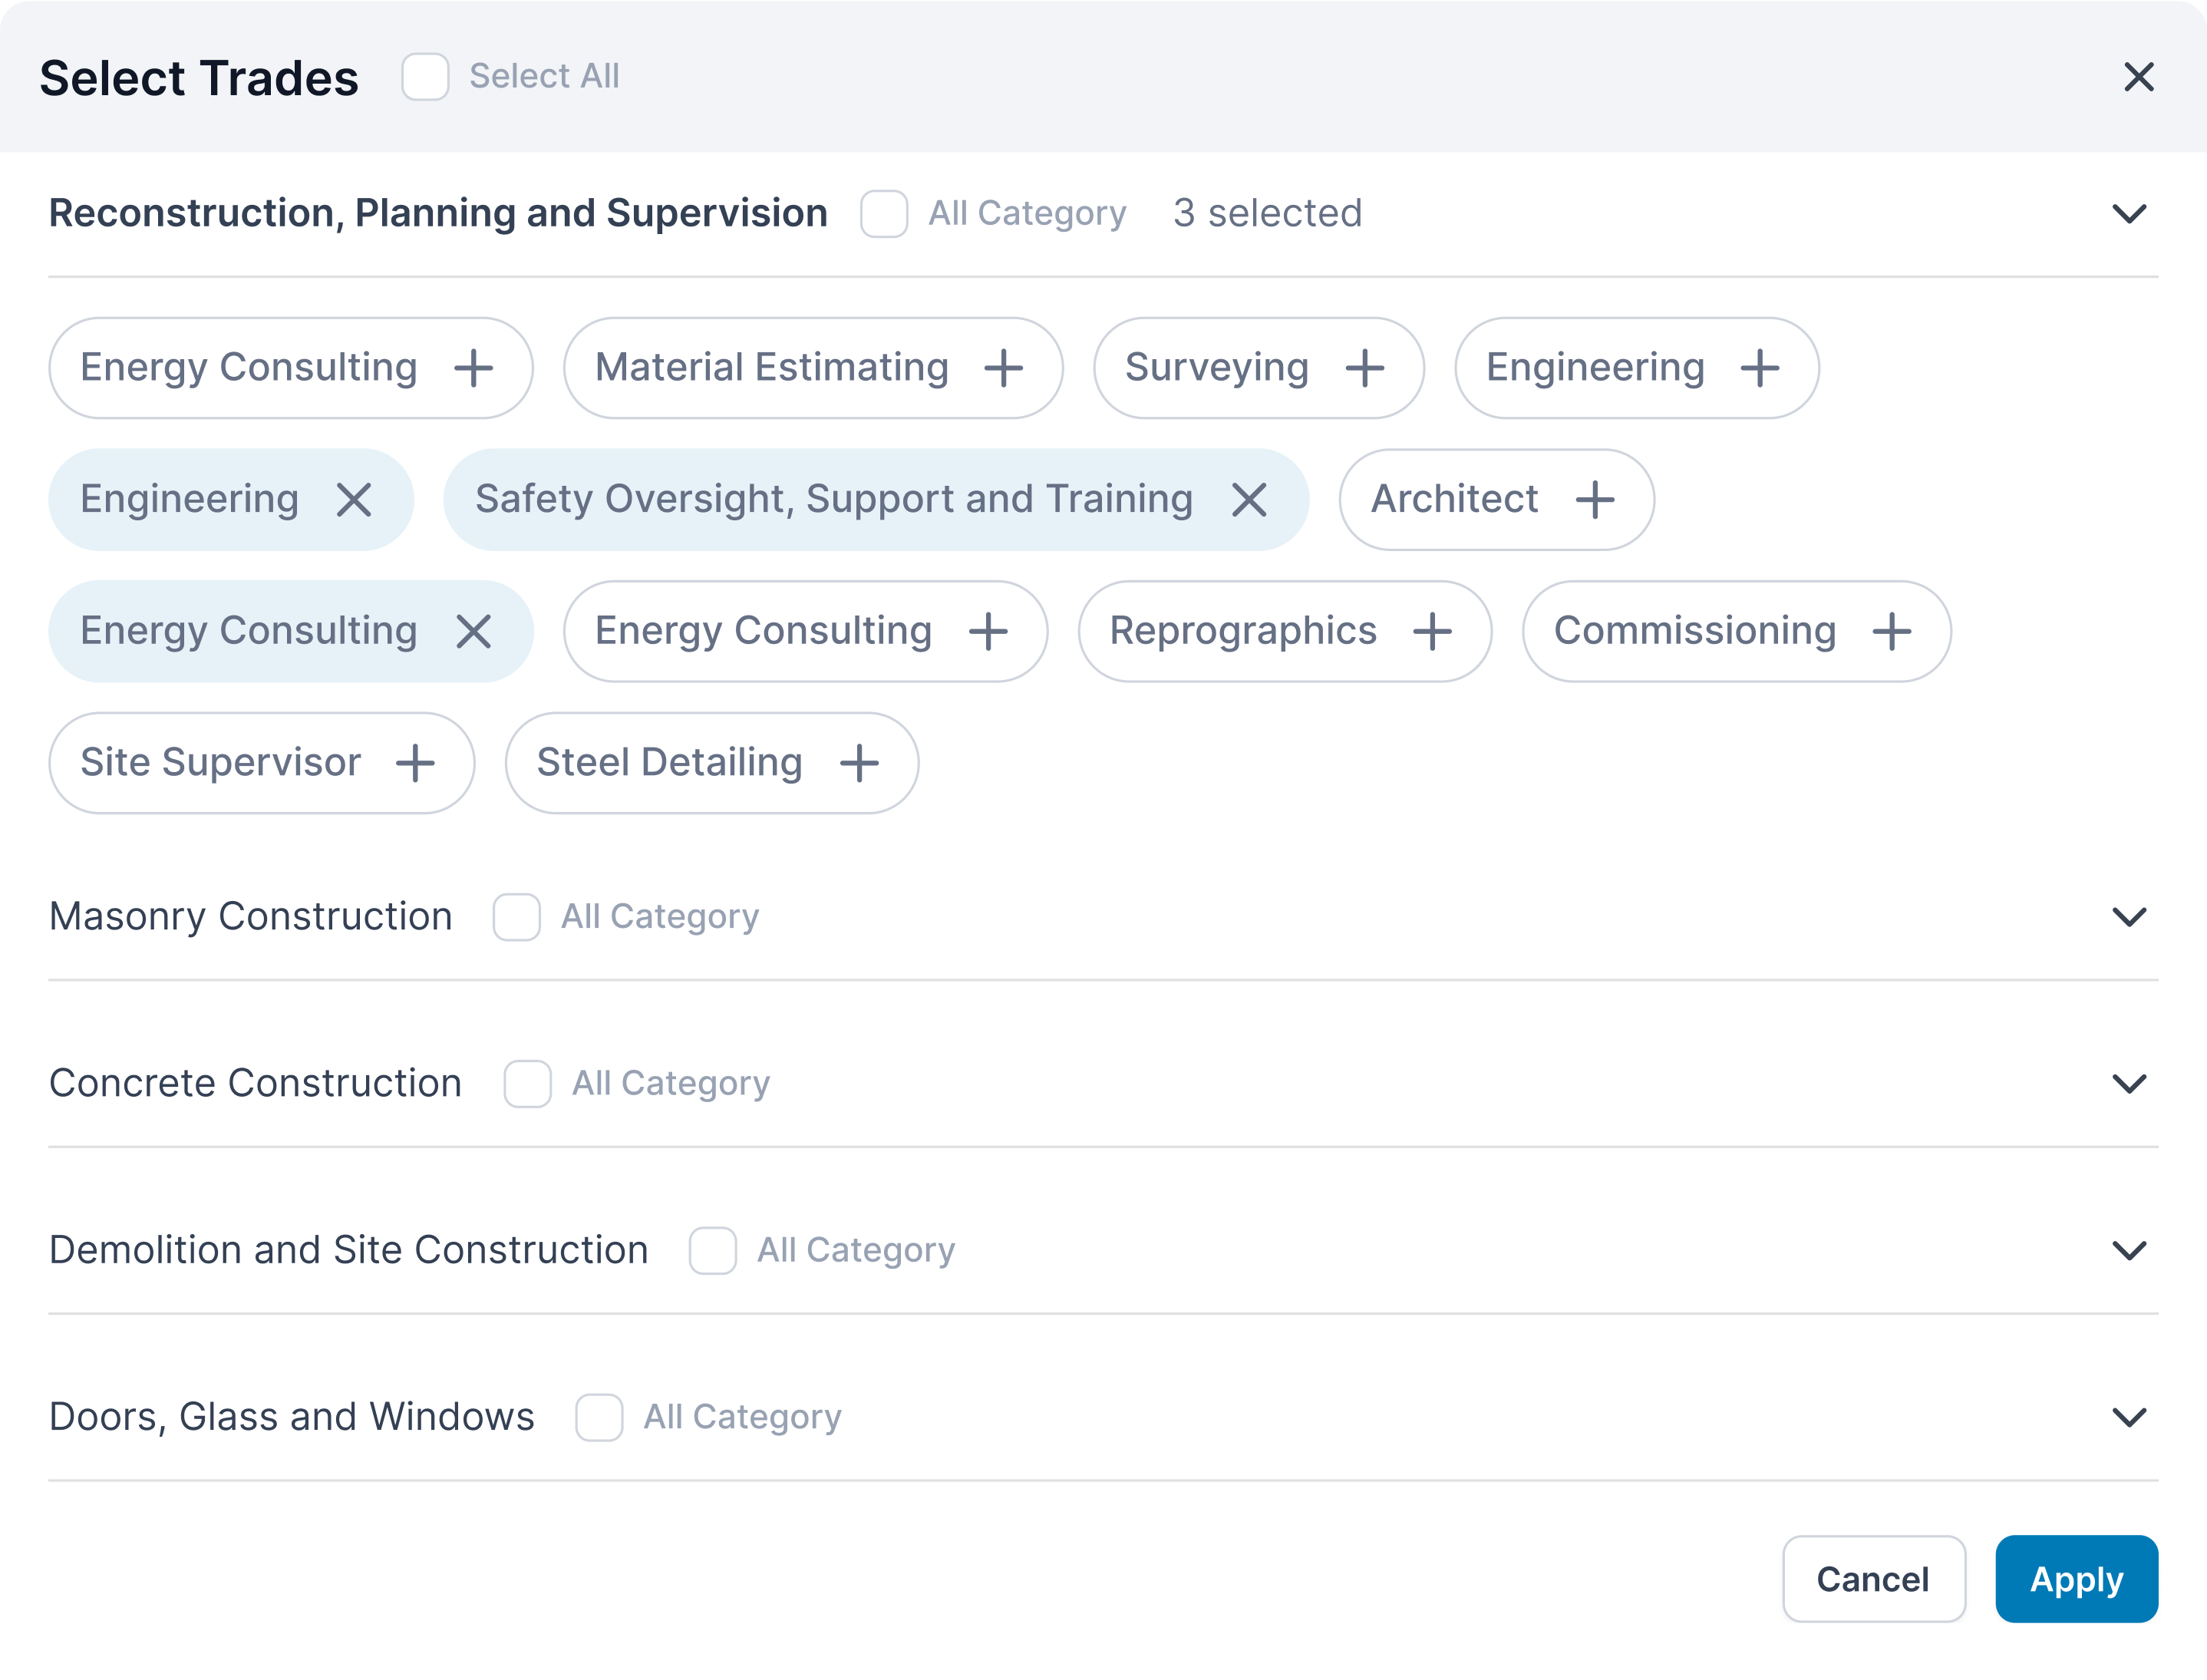 Select Trades Select All
Reconstruction, Planning and Supervision All Category 3 selected
Energy Consulting Material Estimating Surveying Engineering
Engineering Safety Oversight, Support and Training Architect
Energy Consulting Energy Consulting Reprographics Commissioning
Site Supervisor Steel Detailing
Masonry Construction All Category
Concrete Construction All Category
Demolition and Site Construction All Category
Doors, Glass and Windows All Category
Cancel Apply